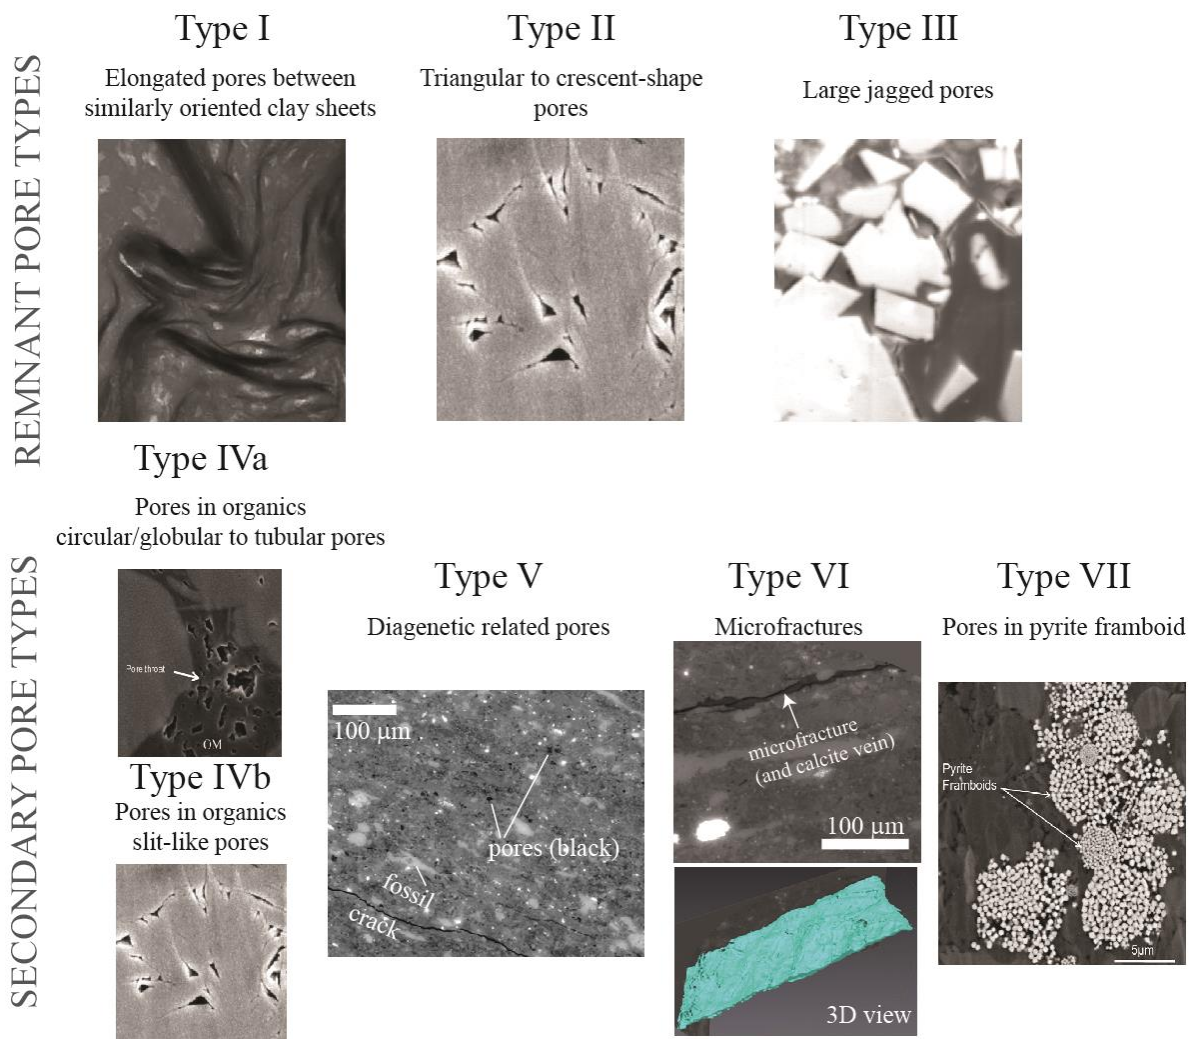 REMNANT PORE TYPES
Type I
Elongated pores between
similarly oriented clay sheets
Type II
Triangular to crescent-shape
pores
Type III
Large jagged pores
SECONDARY PORE TYPES
Type IVa
Pores in organics
circular/globular to tubular pores
Pore throat
OM
Type IVb
Pores in organics
slit-like pores
Type V
Diagenetic related pores
100 µm
pores (black)
fossil
crack
Type VI
Microfractures
microfracture
(and calcite vein)
100 µm
3D view
Type VII
Pores in pyrite framboid
Pyrite
Framboids
5µm